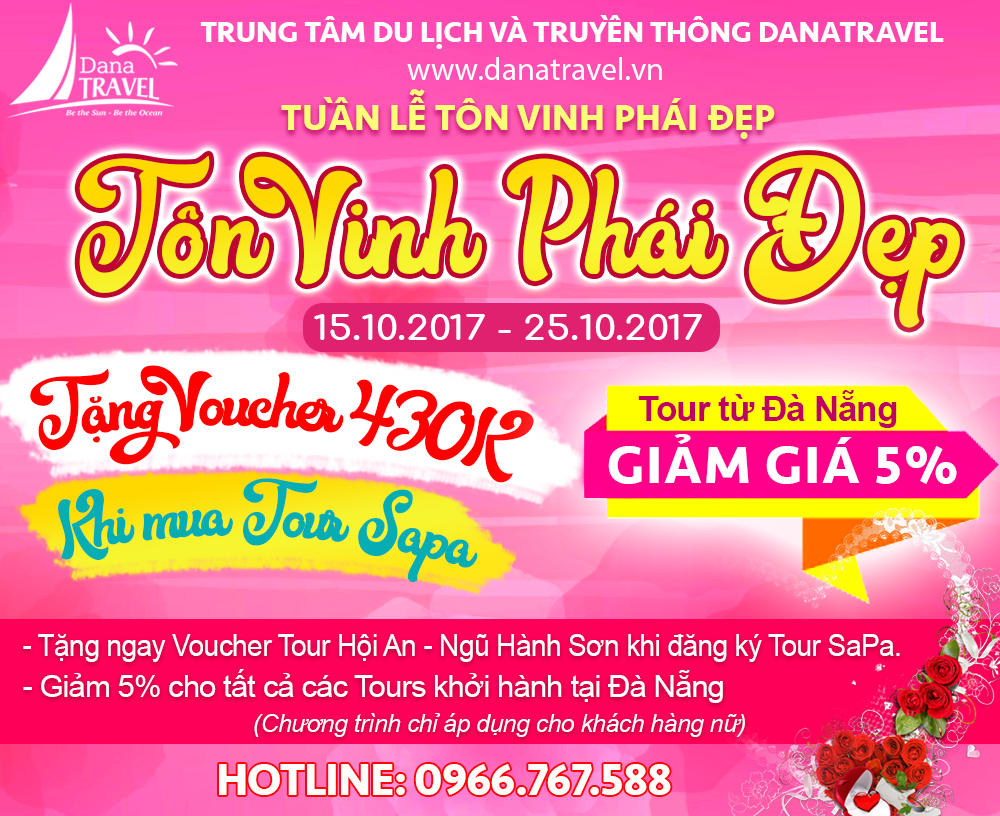 Dana
TRAVEL
Be the Sun - Be the Ocean
TRUNG TÂM DU LỊCH VÀ TRUYỀN THÔNG DANATRAVEL
www.danatravel.vn
TUẦN LỄ TÔN VINH PHÁI ĐẸP
Tôn Vinh Phái Đẹp
15.10.2017 - 25.10.2017
Tặng Voucher 430K
Khi mua Tour Sapa
Tour từ Đà Nẵng
GIẢM GIÁ 5%
- Tặng ngay Voucher Tour Hội An - Ngũ Hành Sơn khi đăng ký Tour SaPa.
- Giảm 5% cho tất cả các Tours khởi hành tại Đà Nẵng
(Chương trình chỉ áp dụng cho khách hàng nữ)
HOTLINE: 0966.767.588